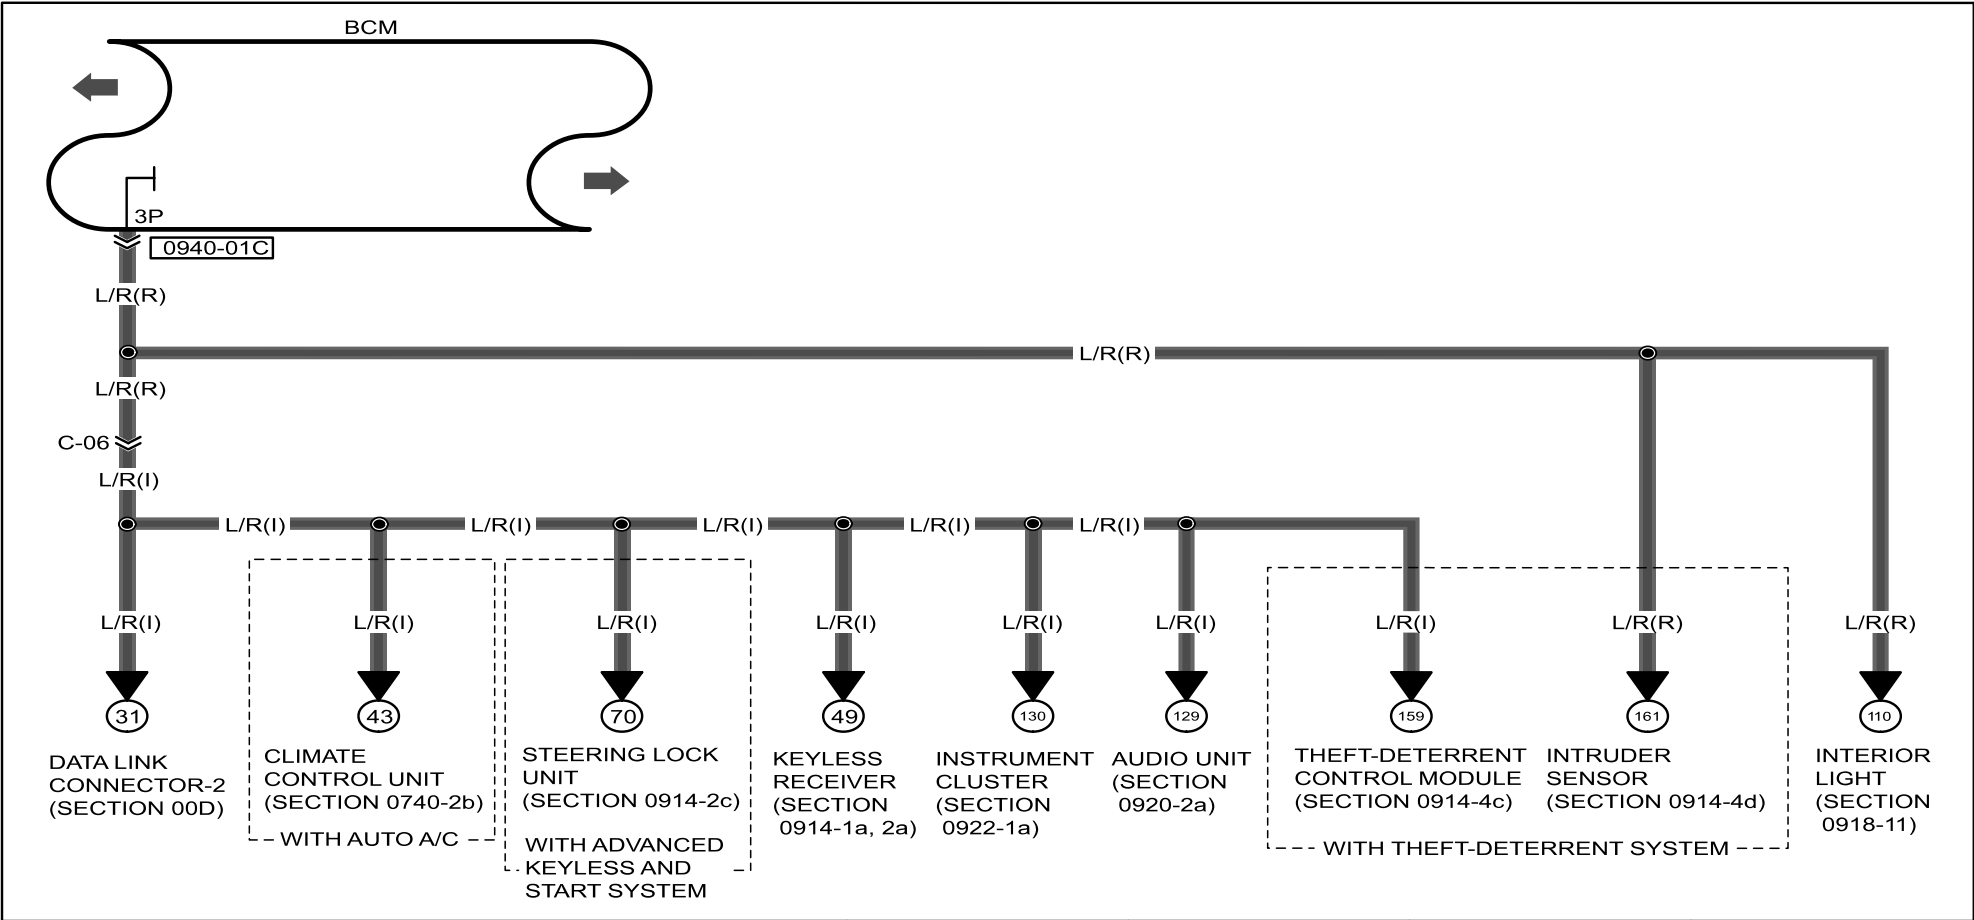 BCM
3P
0940-01C
L/R(R)
L/R(R)
L/R(R)
C-06
L/R(I)
L/R(I)
L/R(I)
L/R(I)
L/R(I)
L/R(I)
L/R(I)
L/R(I)
L/R(I)
L/R(I)
L/R(I)
L/R(I)
L/R(I)
L/R(R)
L/R(R)
31
43
70
49
130
129
159
161
110
DATA LINK
CONNECTOR-2
(SECTION 00D)
CLIMATE
CONTROL UNIT
(SECTION 0740-2b)
WITH AUTO A/C
STEERING LOCK
UNIT
(SECTION 0914-2c)
WITH ADVANCED
KEYLESS AND
START SYSTEM
KEYLESS
RECEIVER
(SECTION
0914-1a, 2a)
INSTRUMENT
CLUSTER
(SECTION
0922-1a)
AUDIO UNIT
(SECTION
0920-2a)
THEFT-DETERRENT
CONTROL MODULE
(SECTION 0914-4c)
INTRUDER
SENSOR
(SECTION 0914-4d)
WITH THEFT-DETERRENT SYSTEM
INTERIOR
LIGHT
(SECTION
0918-11)